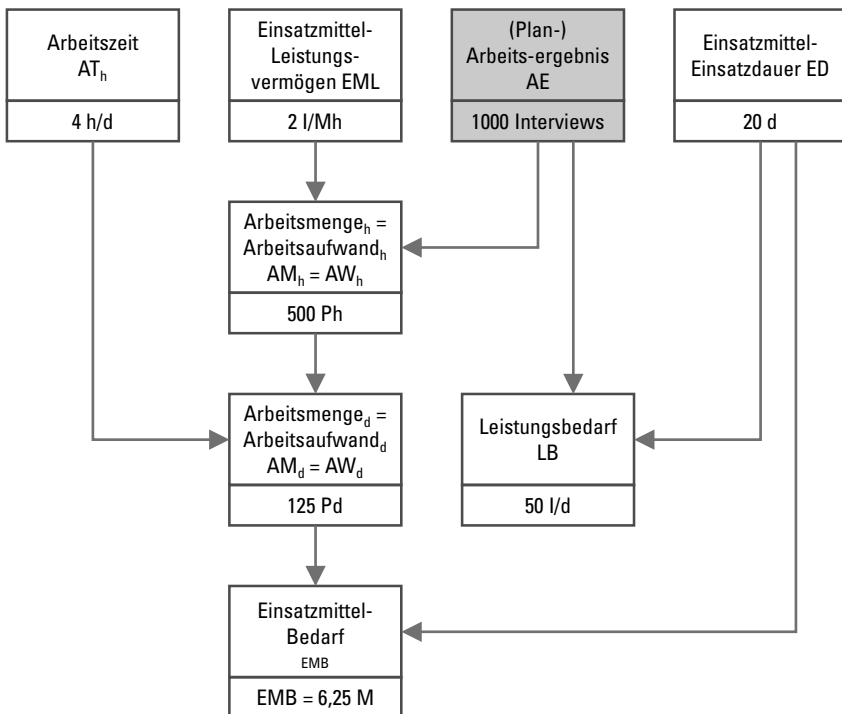 Arbeitszeit
ATh
4 h/d
Einsatzmittel-
Leistungs-
vermögen EML
2 I/Mh
(Plan-)
Arbeits-ergebnis
AE
1000 Interviews
Einsatzmittel-
Einsatzdauer ED
20 d
Arbeitsmengeh =
Arbeitsaufwandh
AMh = AWh
500 Ph
Arbeitsmenged =
Arbeitsaufwandd
AMd = AWd
125 Pd
Leistungsbedarf
LB
50 I/d
Einsatzmittel-
Bedarf
EMB
EMB = 6,25 M